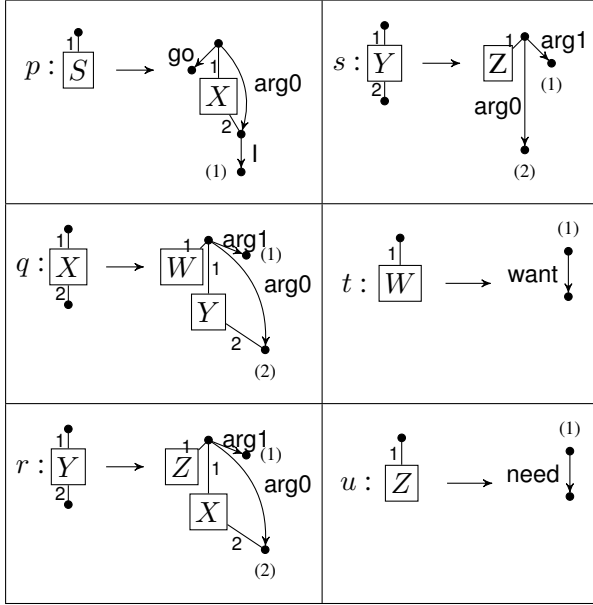 p : S
1
go
1
X
2
arg0
I
(1)
s : Y
1
2
Z
1
arg1
(1)
arg0
(2)
q : X
1
2
W
1
arg1
(1)
1
Y
2
arg0
(2)
t : W
1
(1)
want
r : Y
1
2
Z
1
arg1
(1)
1
X
2
arg0
(2)
u : Z
1
(1)
need